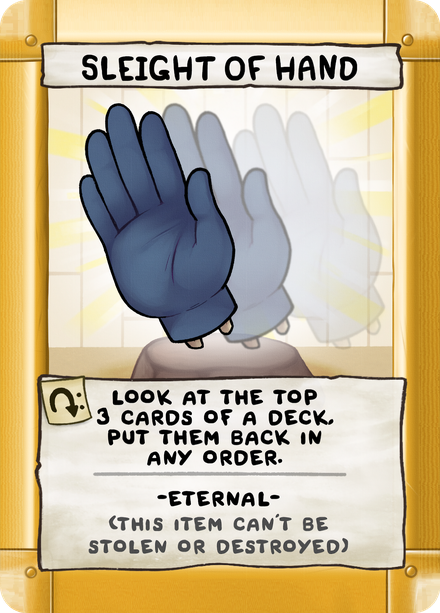 SLEIGHT OF HAND
LOOK AT THE TOP
3 CARDS OF A DECK.
PUT THEM BACK IN
ANY ORDER.
-ETERNAL-
(THIS ITEM CAN'T BE
STOLEN OR DESTROYED)